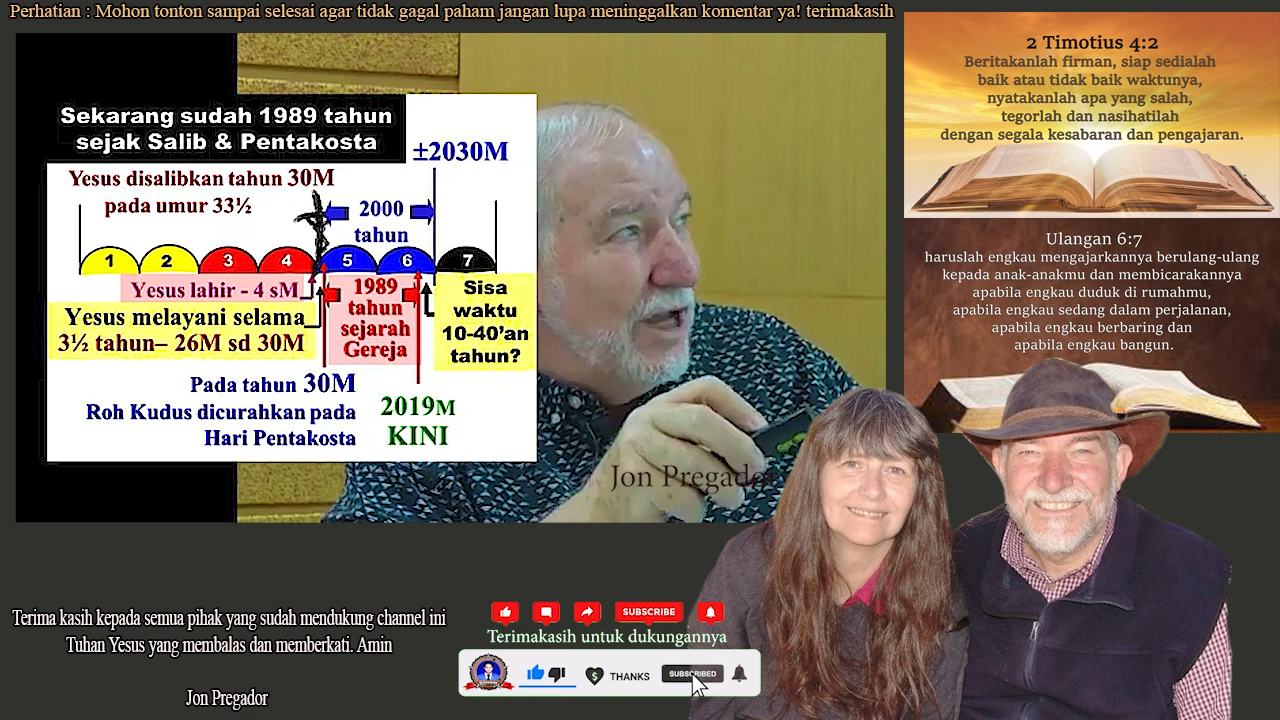 Perhatian : Mohon tonton sampai selesai agar tidak gagal paham jangan lupa meninggalkan komentar ya! terimakasih
Sekarang sudah 1989 tahun
sejak Salib & Pentakosta
±2030M
Yesus disalibkan tahun 30M
pada umur 33½
2000
tahun
1 2 3 4 5 6 7
Yesus lahir - 4 sM
Yesus melayani selama
3½ tahun– 26M sd 30M
1989
tahun
sejarah
Gereja
Sisa
waktu
10-40’an
tahun?
Pada tahun 30M
Roh Kudus dicurahkan pada
Hari Pentakosta
2019M
KINI
Jon Pregador
2 Timotius 4:2
Beritakanlah firman, siap sedialah
baik atau tidak baik waktunya,
nyatakanlah apa yang salah,
tegorlah dan nasihatilah
dengan segala kesabaran dan pengajaran.
Ulangan 6:7
haruslah engkau mengajarkannya berulang-ulang
kepada anak-anakmu dan membicarakannya
apabila engkau duduk di rumahmu,
apabila engkau sedang dalam perjalanan,
apabila engkau berbaring dan
apabila engkau bangun.
Terima kasih kepada semua pihak yang sudah mendukung channel ini
Tuhan Yesus yang membalas dan memberkati. Amin
Jon Pregador
SUBSCRIBE
Terimakasih untuk dukungannya
THANKS
SUBSCRIBED